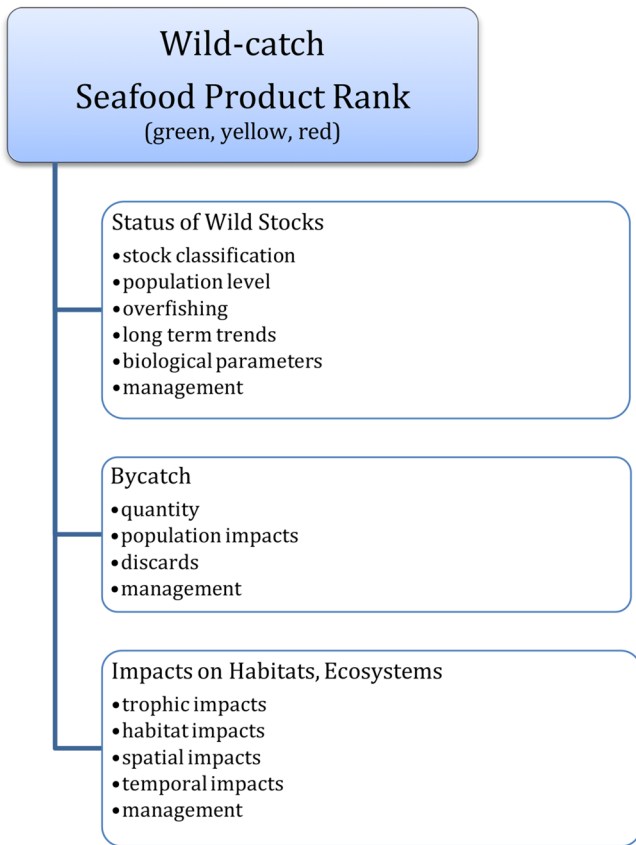 Wild-catch
Seafood Product Rank
(green, yellow, red)
Status of Wild Stocks
•stock classification
•population level
•overfishing
•long term trends
•biological parameters
•management
Bycatch
•quantity
•population impacts
•discards
•management
Impacts on Habitats, Ecosystems
•trophic impacts
•habitat impacts
•spatial impacts
•temporal impacts
•management